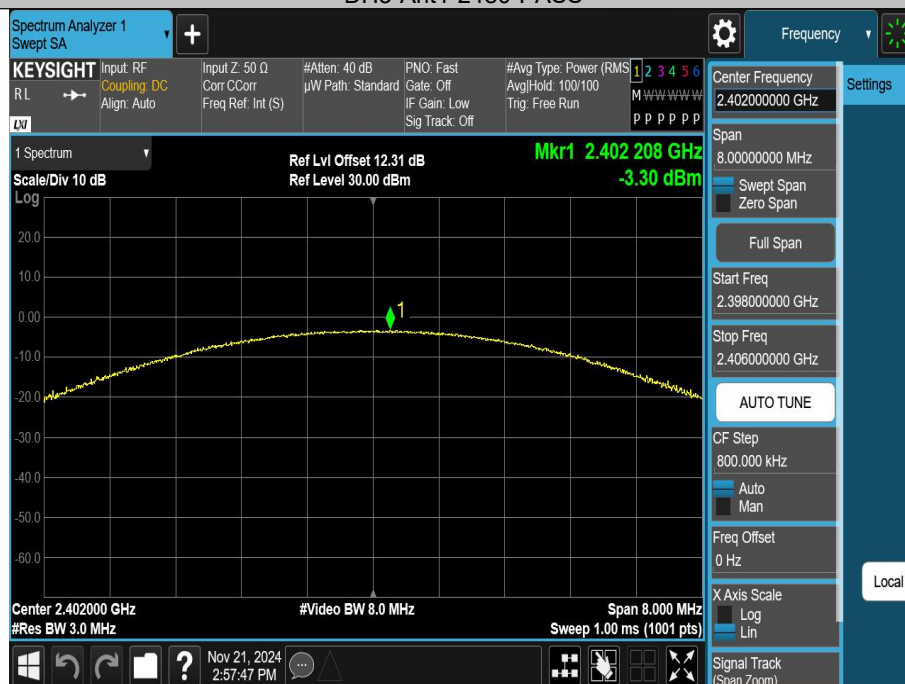 Spectrum Analyzer 1
Swept SA
Frequency
KEYSIGHT
RL
LXI
Input: RF
Coupling: DC
Align: Auto
Input Z: 50 Ω
Corr CCorr
Freq Ref: Int (S)
#Atten: 40 dB
µW Path: Standard
PNO: Fast
Gate: Off
IF Gain: Low
Sig Track: Off
#Avg Type: Power (RMS
Avg|Hold: 100/100
Trig: Free Run
1 2 3 4 5 6
M W W W W W
P P P P P P
Center Frequency
2.402000000 GHz
Settings
Span
8.00000000 MHz
Swept Span
Zero Span
Full Span
Start Freq
2.398000000 GHz
Stop Freq
2.406000000 GHz
AUTO TUNE
CF Step
800.000 kHz
Auto
Man
Freq Offset
0 Hz
X Axis Scale
Log
Lin
Signal Track
(Span Zoom)
Local
1 Spectrum
Scale/Div 10 dB
Log
Ref Lvl Offset 12.31 dB
Ref Level 30.00 dBm
Mkr1 2.402 208 GHz
-3.30 dBm
20.0
10.0
0.00
-10.0
-20.0
-30.0
-40.0
-50.0
-60.0
1
Center 2.402000 GHz
#Res BW 3.0 MHz
#Video BW 8.0 MHz
Span 8.000 MHz
Sweep 1.00 ms (1001 pts)
?
Nov 21, 2024
2:57:47 PM